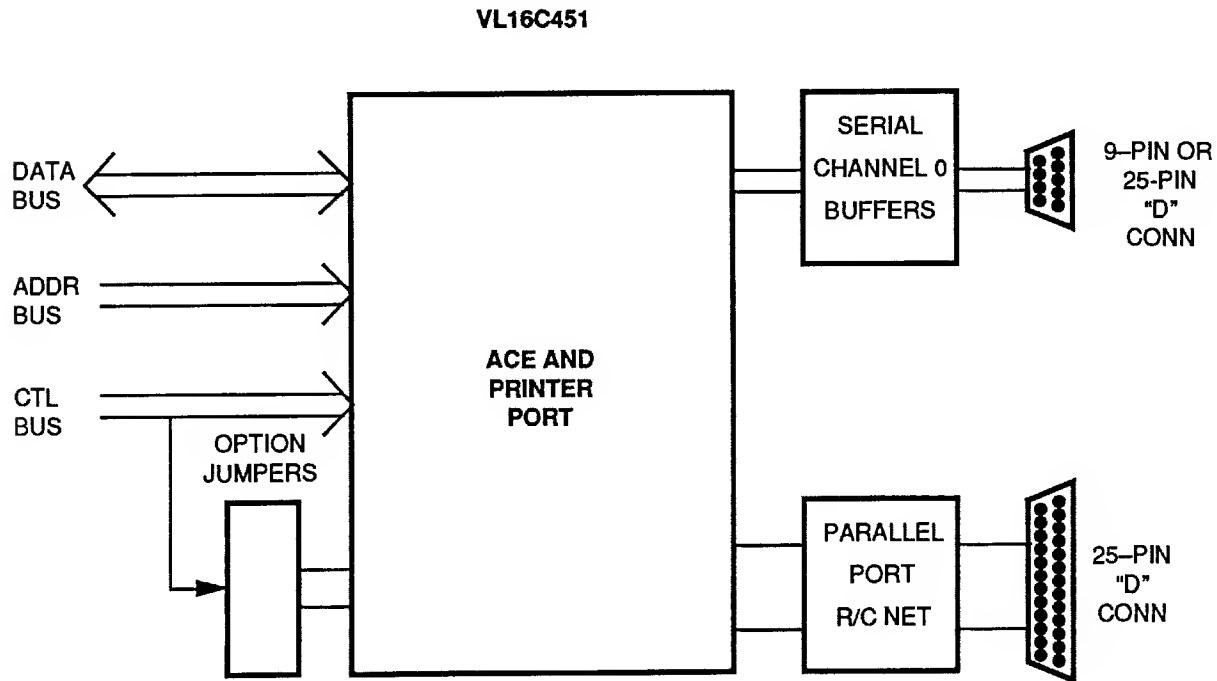 VL16C451
DATA
BUS
ADDR
BUS
CTL
BUS
OPTION
JUMPERS
ACE AND
PRINTER
PORT
SERIAL
CHANNEL 0
BUFFERS
9–PIN OR
25-PIN
"D"
CONN
PARALLEL
PORT
R/C NET
25–PIN
"D"
CONN